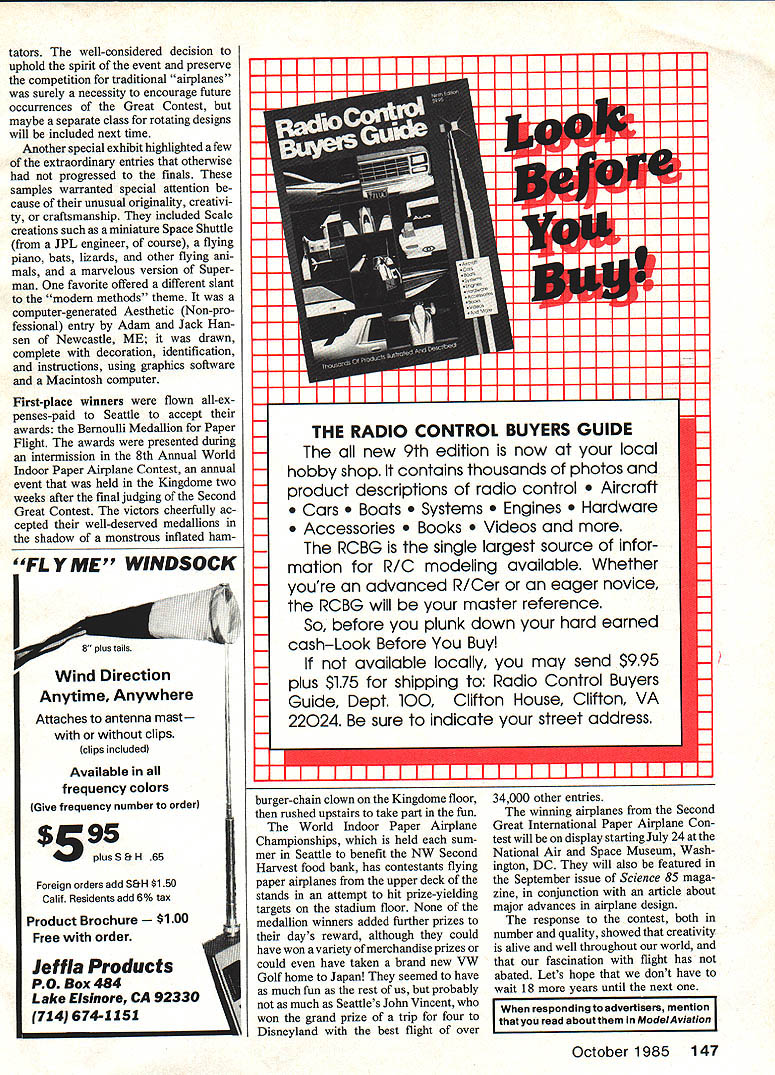 tators. The well-considered decision to
uphold the spirit of the event and preserve
the competition for traditional "airplanes"
was surely a necessity to encourage future
occurrences of the Great Contest, but
maybe a separate class for rotating designs
will be included next time.
Another special exhibit highlighted a few
of the extraordinary entries that otherwise
had not progressed to the finals. These
samples warranted special attention be-
cause of their unusual originality, creativi-
ty, or craftsmanship. They included Scale
creations such as a miniature Space Shuttle
(from a JPL engineer, of course), a flying
piano, bats, lizards, and other flying ani-
mals, and a marvelous version of Super-
man. One favorite offered a different slant
to the "modern methods" theme. It was a
computer-generated Aesthetic (Non-pro-
fessional) entry by Adam and Jack Han-
sen of Newcastle, ME; it was drawn,
complete with decoration, identification,
and instructions, using graphics software
and a Macintosh computer.
First-place winners were flown all-ex-
penses-paid to Seattle to accept their
awards: the Bernoulli Medallion for Paper
Flight. The awards were presented during
an intermission in the 8th Annual World
Indoor Paper Airplane Contest, an annual
event that was held in the Kingdome two
weeks after the final judging of the Second
Great Contest. The victors cheerfully ac-
cepted their well-deserved medallions in
the shadow of a monstrous inflated ham-
"FLY ME" WINDSOCK
8" plus tails.
Wind Direction
Anytime, Anywhere
Attaches to antenna mast—
with or without clips.
(clips included)
Available in all
frequency colors
(Give frequency number to order)
$5.95
plus S & H .65
Foreign orders add S&H $1.50
Calif. Residents add 6% tax
Product Brochure — $1.00
Free with order.
Jeffla Products
P.O. Box 484
Lake Elsinore, CA 92330
(714) 674-1151
Ninth Edition
$9.95
Radio Control
Buyers Guide
• Aircraft
• Cars
• Boats
• Systems
• Engines
• Hardware
• Accessories
• Books
• Videos
• And More
Thousands Of Products Illustrated And Described!
Look
Before
You
Buy!
THE RADIO CONTROL BUYERS GUIDE
The all new 9th edition is now at your local
hobby shop. It contains thousands of photos and
product descriptions of radio control • Aircraft
• Cars • Boats • Systems • Engines • Hardware
• Accessories • Books • Videos and more.
The RCBG is the single largest source of infor-
mation for R/C modeling available. Whether
you're an advanced R/Cer or an eager novice,
the RCBG will be your master reference.
So, before you plunk down your hard earned
cash–Look Before You Buy!
If not available locally, you may send $9.95
plus $1.75 for shipping to: Radio Control Buyers
Guide, Dept. 100, Clifton House, Clifton, VA
22024. Be sure to indicate your street address.
burger-chain clown on the Kingdome floor,
then rushed upstairs to take part in the fun.
The World Indoor Paper Airplane
Championships, which is held each sum-
mer in Seattle to benefit the NW Second
Harvest food bank, has contestants flying
paper airplanes from the upper deck of the
stands in an attempt to hit prize-yielding
targets on the stadium floor. None of the
medallion winners added further prizes to
their day's reward, although they could
have won a variety of merchandise prizes or
could even have taken a brand new VW
Golf home to Japan! They seemed to have
as much fun as the rest of us, but probably
not as much as Seattle's John Vincent, who
won the grand prize of a trip for four to
Disneyland with the best flight of over
34,000 other entries.
The winning airplanes from the Second
Great International Paper Airplane Con-
test will be on display starting July 24 at the
National Air and Space Museum, Wash-
ington, DC. They will also be featured in
the September issue of Science 85 maga-
zine, in conjunction with an article about
major advances in airplane design.
The response to the contest, both in
number and quality, showed that creativity
is alive and well throughout our world, and
that our fascination with flight has not
abated. Let's hope that we don't have to
wait 18 more years until the next one.
When responding to advertisers, mention
that you read about them in Model Aviation
October 1985 147